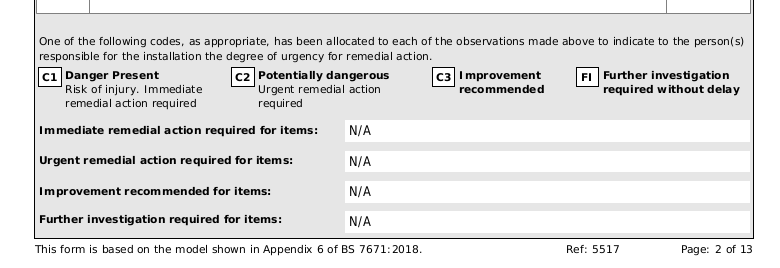 One of the following codes, as appropriate, has been allocated to each of the observations made above to indicate to the person(s)
responsible for the installation the degree of urgency for remedial action.
C1 Danger Present C2 Potentially dangerous C3 Improvement FI Further investigation
Risk of injury. Immediate Urgent remedial action recommended required without delay
remedial action required required
Immediate remedial action required for items: N/A
Urgent remedial action required for items: N/A
Improvement recommended for items: N/A
Further investigation required for items: N/A
This form is based on the model shown in Appendix 6 of BS 7671:2018. Ref: 5517 Page: 2 of 13